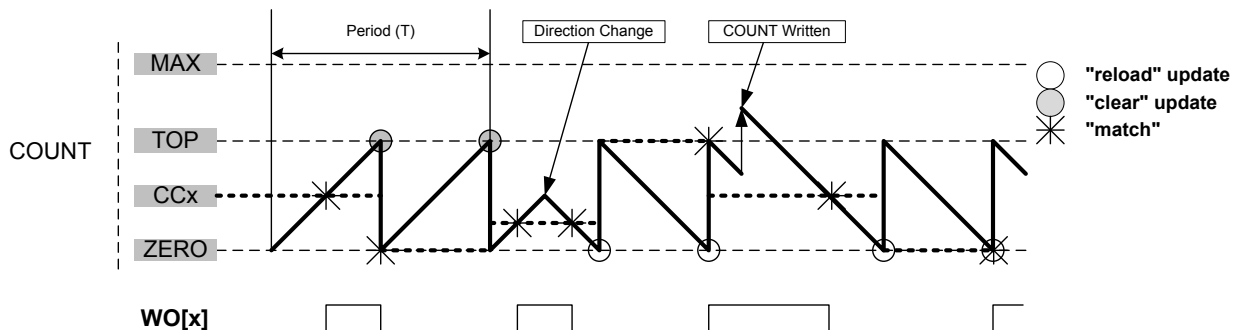 Period (T)
Direction Change
COUNT Written
MAX
"reload" update
"clear" update
TOP
"match"
COUNT
CCx
ZERO
WO[x]